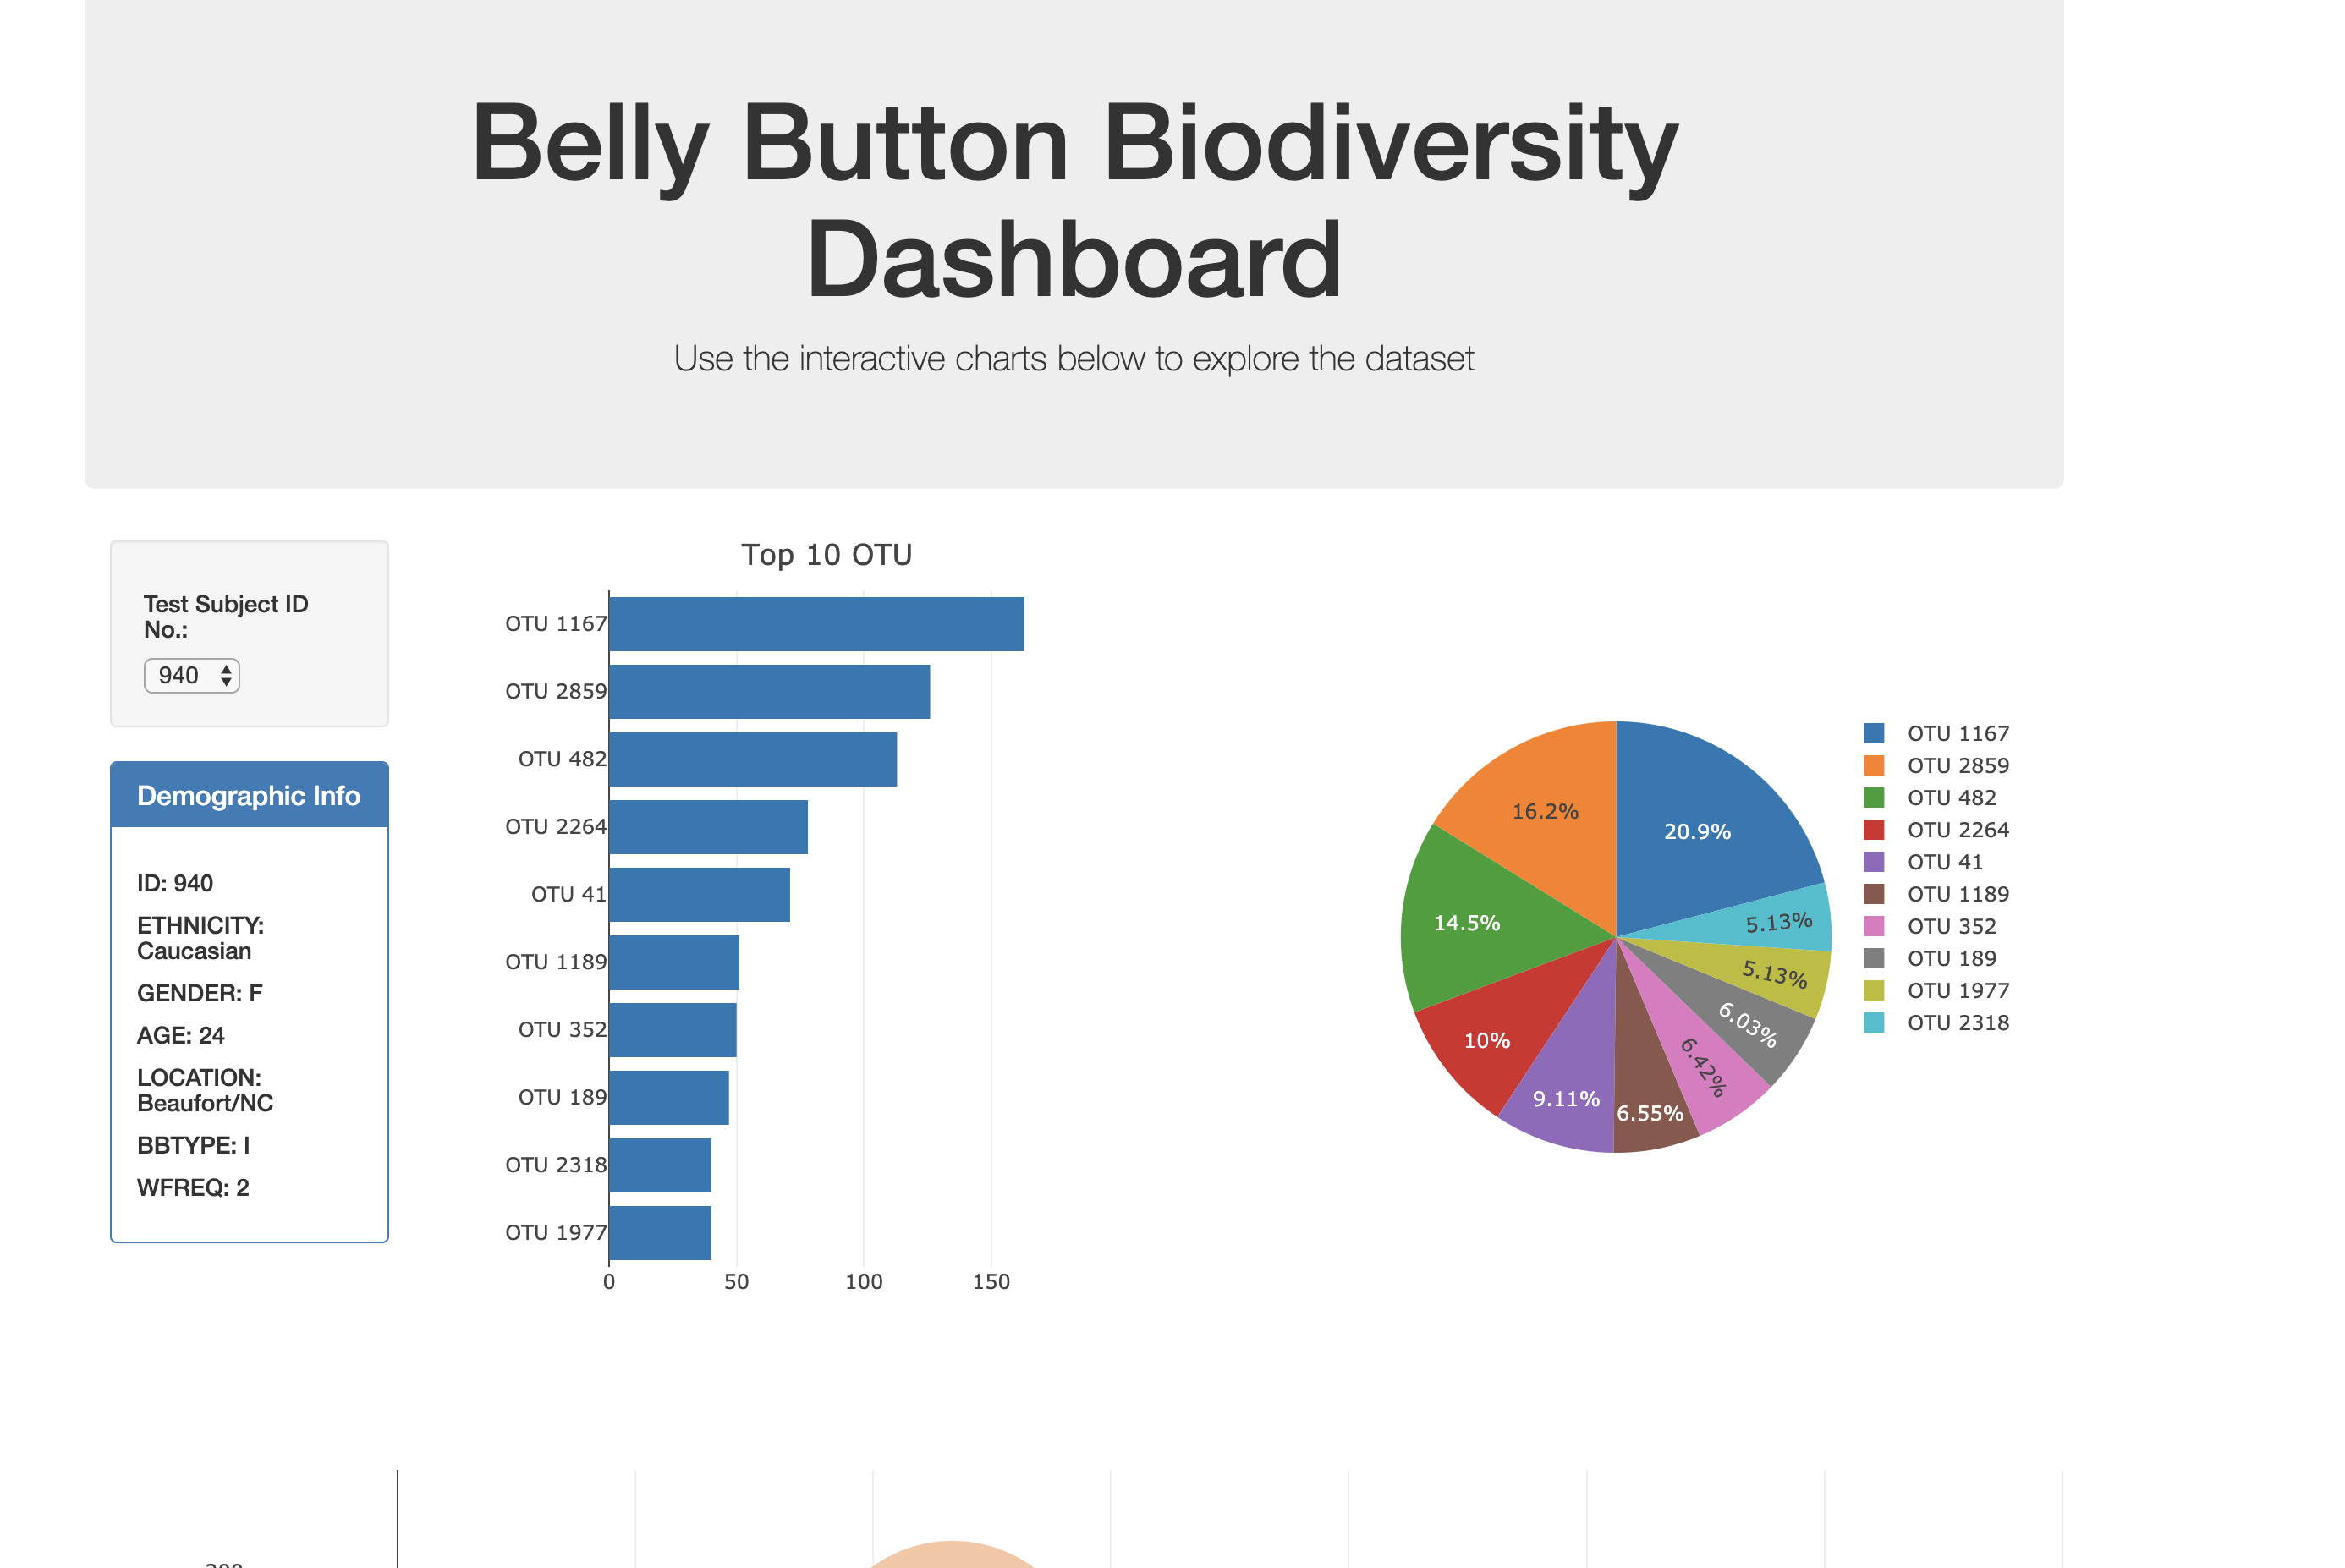 Belly Button Biodiversity
Dashboard
Use the interactive charts below to explore the dataset
Test Subject ID
No.:
940
Demographic Info
ID: 940
ETHNICITY:
Caucasian
GENDER: F
AGE: 24
LOCATION:
Beaufort/NC
BBTYPE: I
WFREQ: 2
Top 10 OTU
OTU 1167
OTU 2859
OTU 482
OTU 2264
OTU 41
OTU 1189
OTU 352
OTU 189
OTU 2318
OTU 1977
0 50 100 150
20.9%
16.2%
14.5%
10%
9.11%
6.55%
6.42%
6.03%
5.13%
5.13%
OTU 1167
OTU 2859
OTU 482
OTU 2264
OTU 41
OTU 1189
OTU 352
OTU 189
OTU 1977
OTU 2318